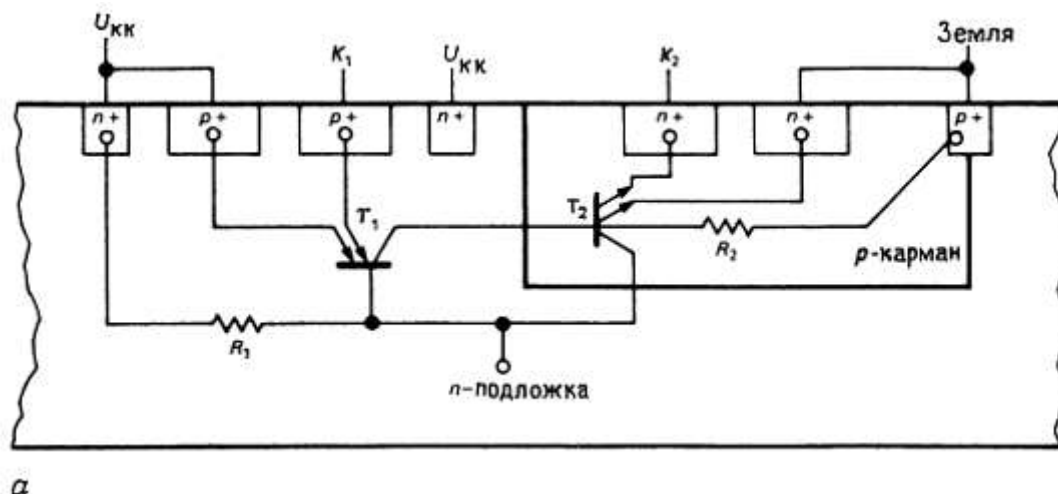 Uкк
K₁
Uкк
K₂
Земля
n+
p+
p+
n+
n+
n+
p+
T₁
T₂
R₂
p-карман
R₁
n-подложка
а